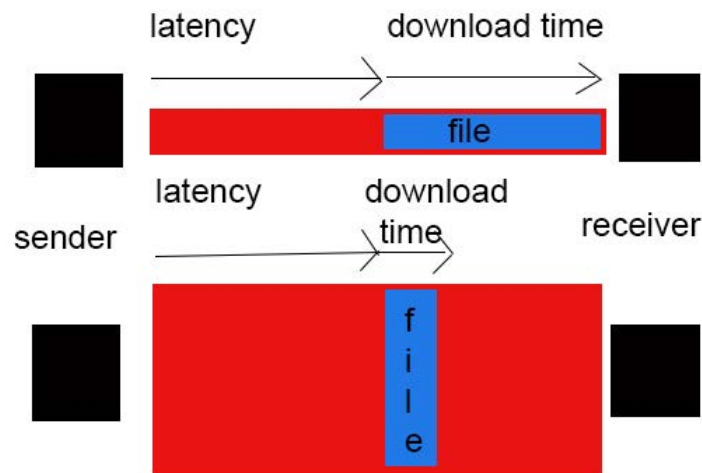 latency download time
file
latency download
time
sender receiver
f
i
l
e